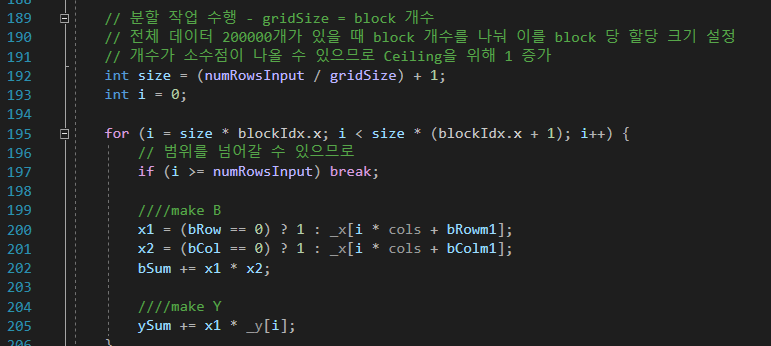 189 // 분할 작업 수행 - gridSize = block 개수
190 // 전체 데이터 200000개가 있을 때 block 개수를 나눠 이를 block 당 할당 크기 설정
191 // 개수가 소수점이 나올 수 있으므로 Ceiling을 위해 1 증가
192 int size = (numRowsInput / gridSize) + 1;
193 int i = 0;
194
195 for (i = size * blockIdx.x; i < size * (blockIdx.x + 1); i++) {
196 // 범위를 넘어갈 수 있으므로
197 if (i >= numRowsInput) break;
198
199 ////make B
200 x1 = (bRow == 0) ? 1 : _x[i * cols + bRowm1];
201 x2 = (bCol == 0) ? 1 : _x[i * cols + bColm1];
202 bSum += x1 * x2;
203
204 ////make Y
205 ySum += x1 * _y[i];